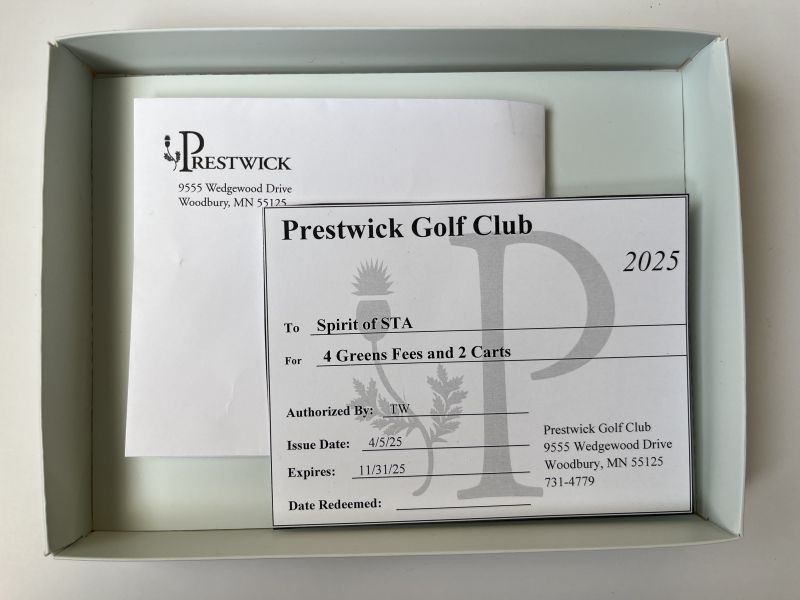 PRESTWICK
9555 Wedgewood Drive
Woodbury, MN 55125
Prestwick Golf Club
2025
To Spirit of STA
For 4 Greens Fees and 2 Carts
Authorized By: TW
Issue Date: 4/5/25
Expires: 11/31/25
Date Redeemed:
Prestwick Golf Club
9555 Wedgewood Drive
Woodbury, MN 55125
731-4779
P